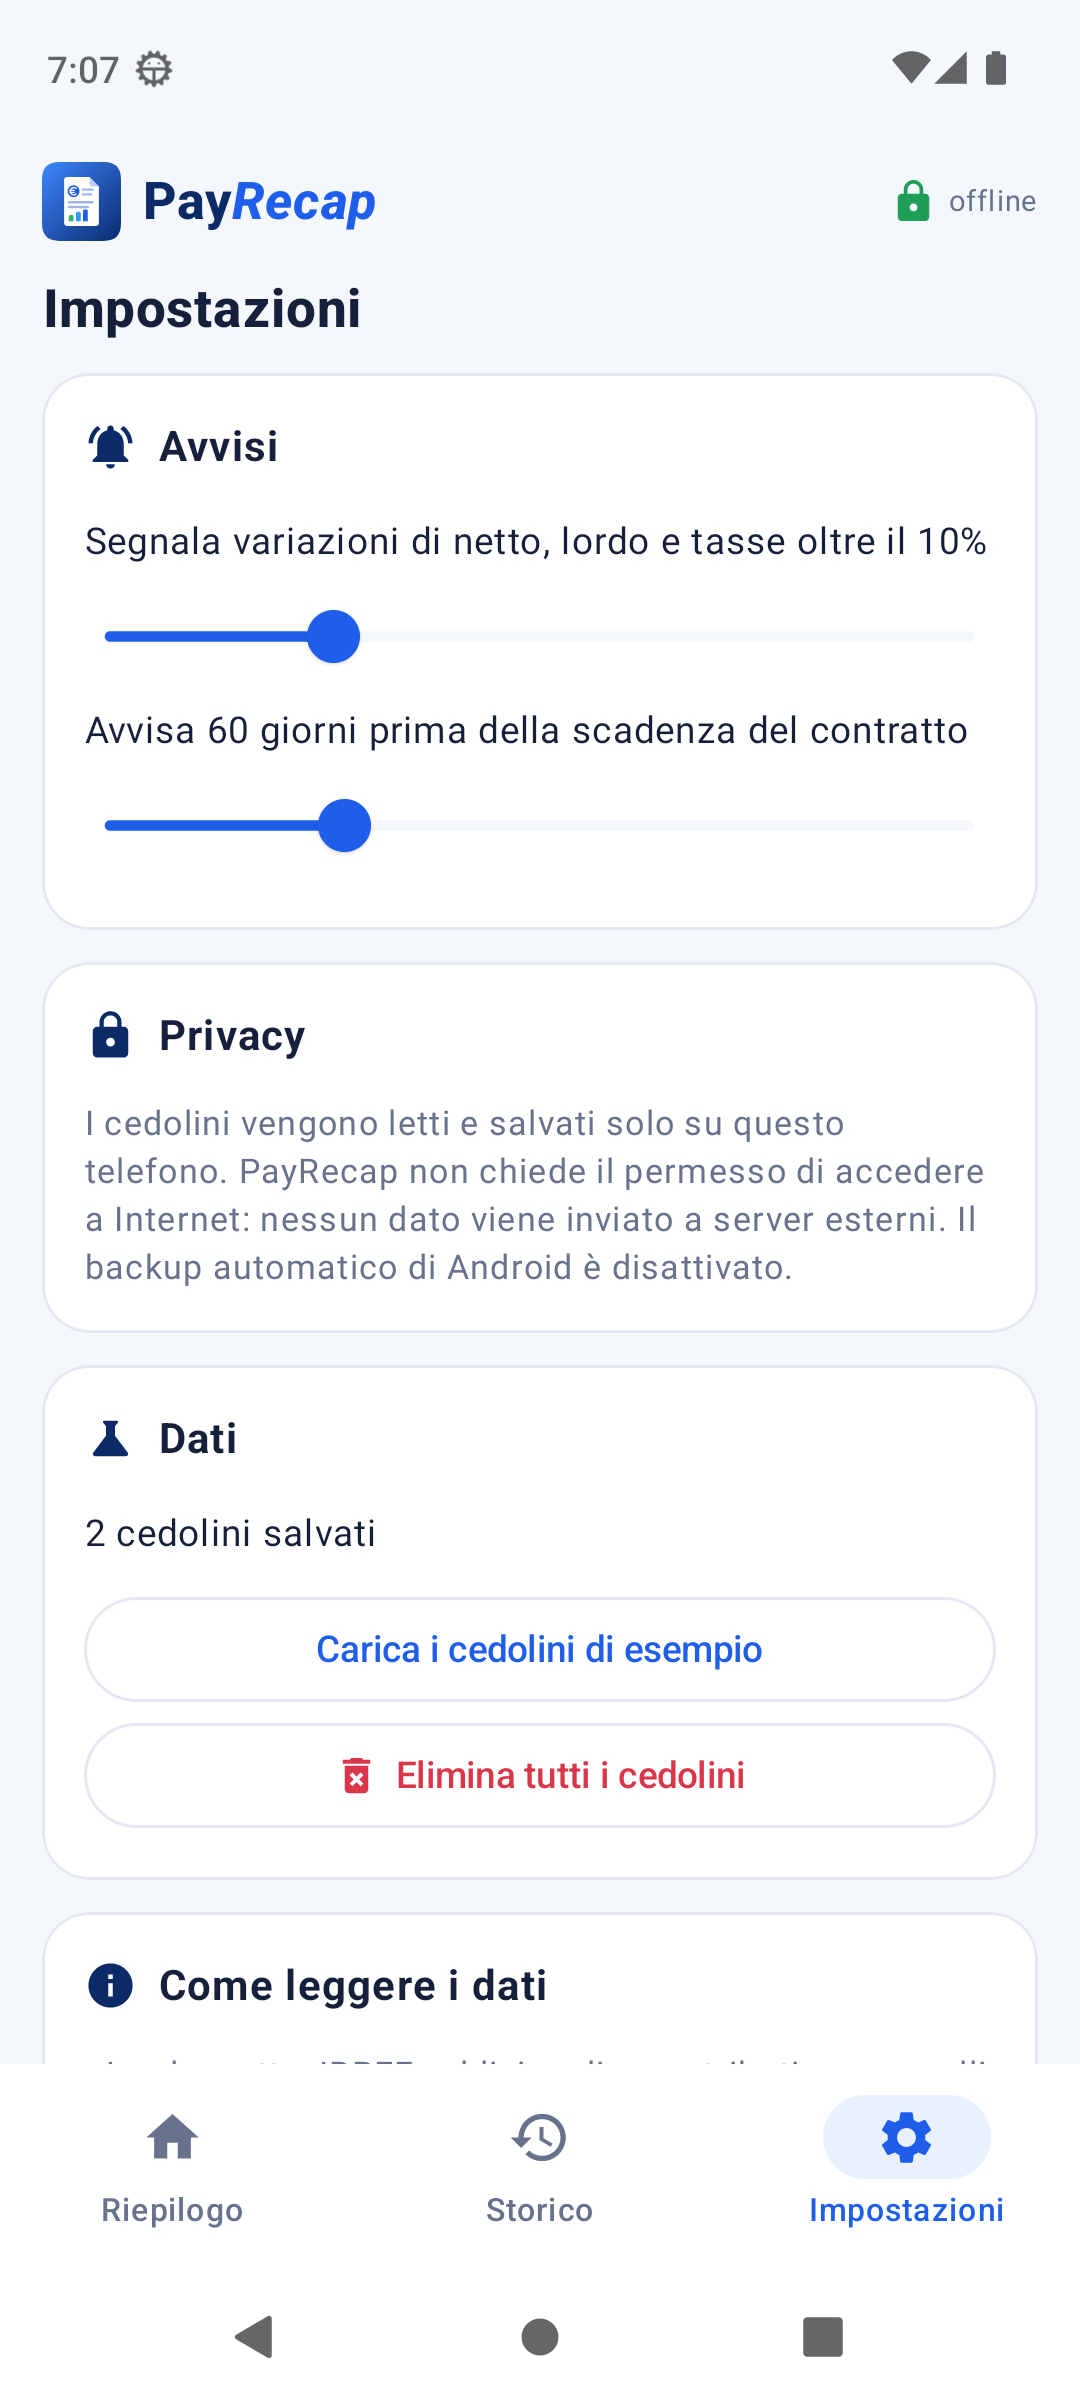 7:07
PayRecap
offline
Impostazioni
Avvisi
Segnala variazioni di netto, lordo e tasse oltre il 10%
Avvisa 60 giorni prima della scadenza del contratto
Privacy
I cedolini vengono letti e salvati solo su questo
telefono. PayRecap non chiede il permesso di accedere
a Internet: nessun dato viene inviato a server esterni. Il
backup automatico di Android è disattivato.
Dati
2 cedolini salvati
Carica i cedolini di esempio
Elimina tutti i cedolini
Come leggere i dati
Riepilogo
Storico
Impostazioni